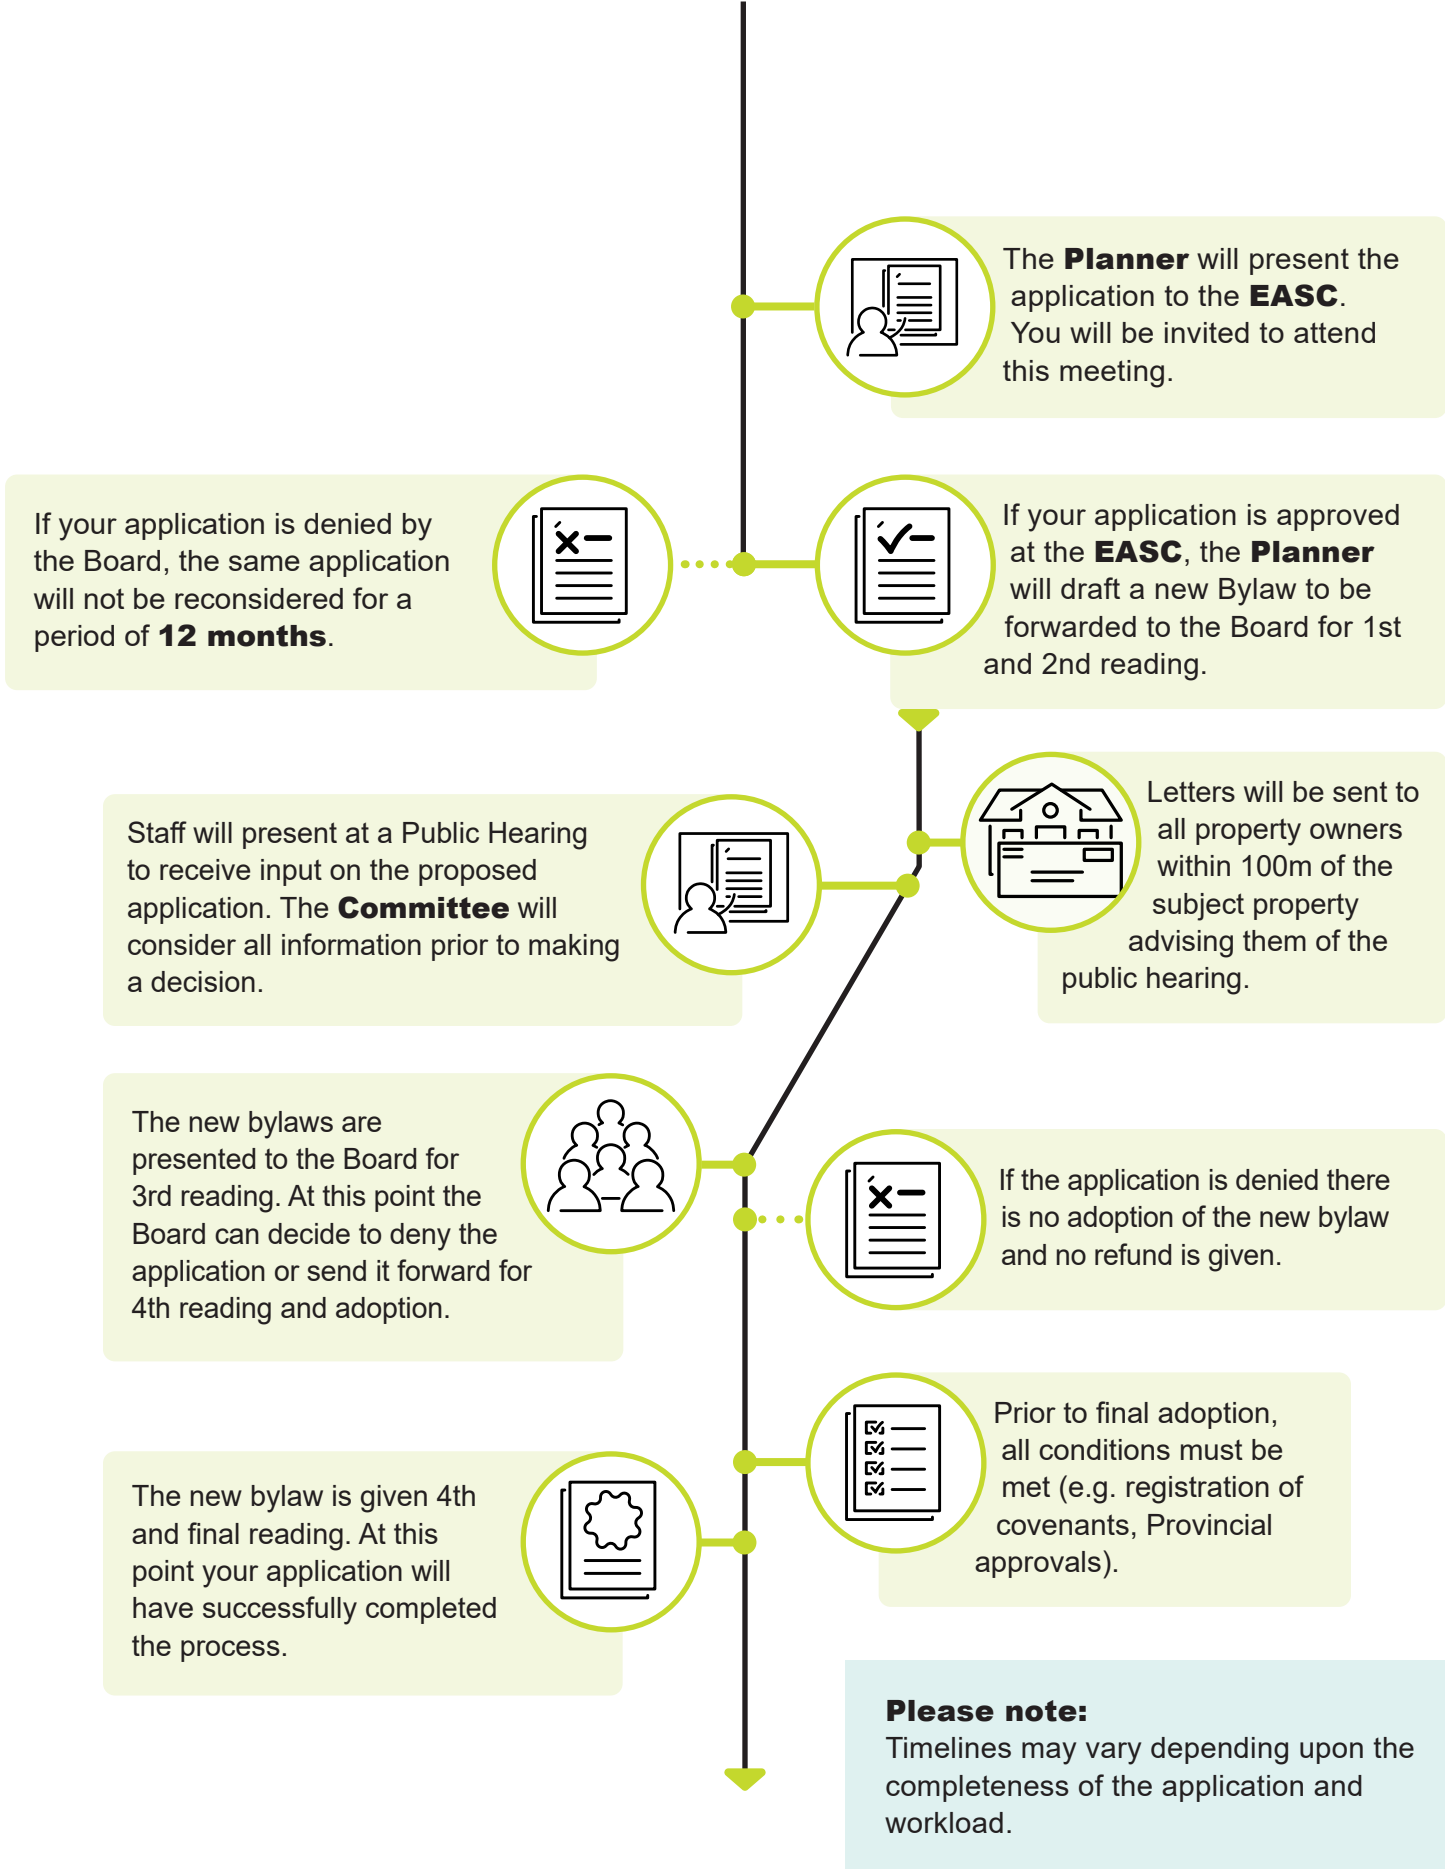 The Planner will present the
application to the EASC.
You will be invited to attend
this meeting.
If your application is denied by
the Board, the same application
will not be reconsidered for a
period of 12 months.
If your application is approved
at the EASC, the Planner
will draft a new Bylaw to be
forwarded to the Board for 1st
and 2nd reading.
Letters will be sent to
all property owners
within 100m of the
subject property
advising them of the
public hearing.
Staff will present at a Public Hearing
to receive input on the proposed
application. The Committee will
consider all information prior to making
a decision.
The new bylaws are
presented to the Board for
3rd reading. At this point the
Board can decide to deny the
application or send it forward for
4th reading and adoption.
If the application is denied there
is no adoption of the new bylaw
and no refund is given.
Prior to final adoption,
all conditions must be
met (e.g. registration of
covenants, Provincial
approvals).
The new bylaw is given 4th
and final reading. At this
point your application will
have successfully completed
the process.
Please note:
Timelines may vary depending upon the
completeness of the application and
workload.